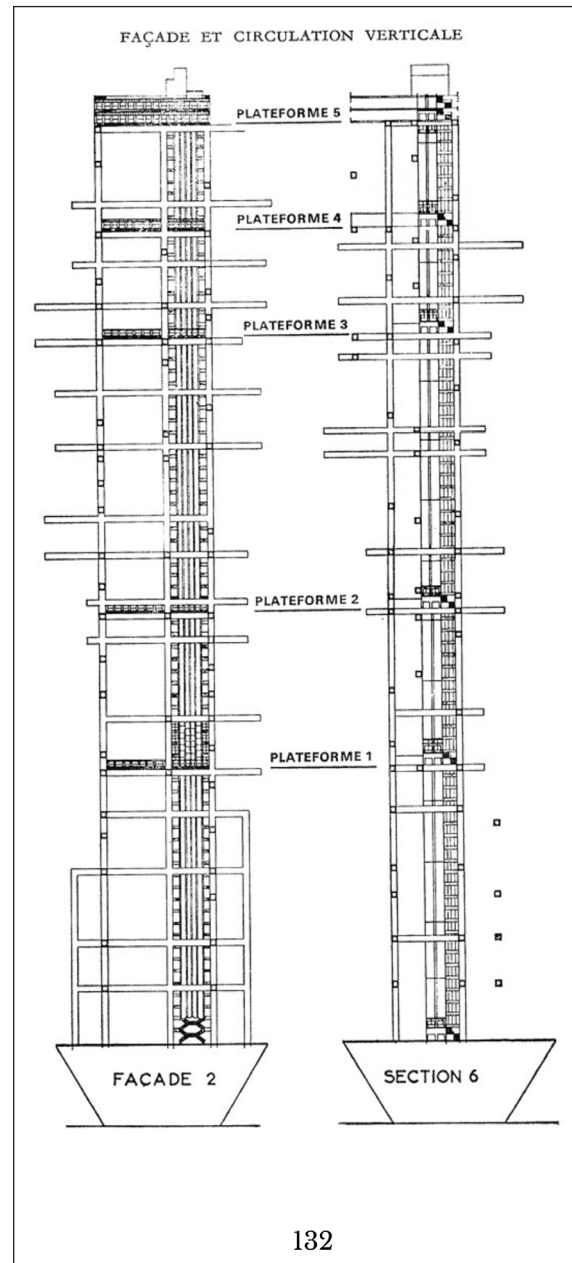 FAÇADE ET CIRCULATION VERTICALE
PLATEFORME 5
PLATEFORME 4
PLATEFORME 3
PLATEFORME 2
PLATEFORME 1
FAÇADE 2
SECTION 6
132